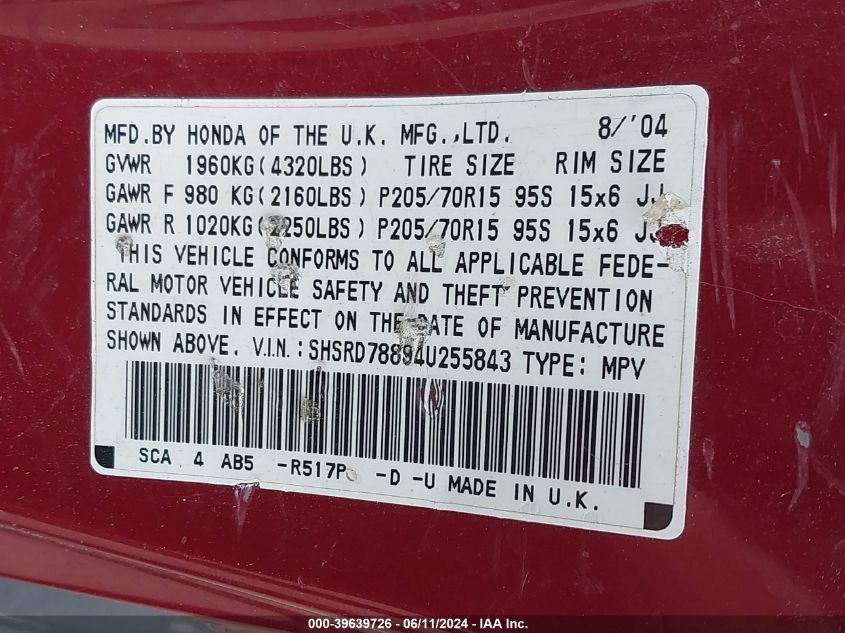 MFD.BY HONDA OF THE U.K. MFG.,LTD. 8/'04
GVWR 1960KG(4320LBS) TIRE SIZE RIM SIZE
GAWR F 980 KG(2160LBS) P205/70R15 95S 15x6 JJ
GAWR R 1020KG(2250LBS) P205/70R15 95S 15x6 JJ
THIS VEHICLE CONFORMS TO ALL APPLICABLE FEDE-
RAL MOTOR VEHICLE SAFETY AND THEFT PREVENTION
STANDARDS IN EFFECT ON THE DATE OF MANUFACTURE
SHOWN ABOVE. V.I.N.: SHSRD78894U255843 TYPE: MPV
SCA 4 AB5 -R517P -D -U MADE IN U.K.
000-39639726 - 06/11/2024 - IAA Inc.